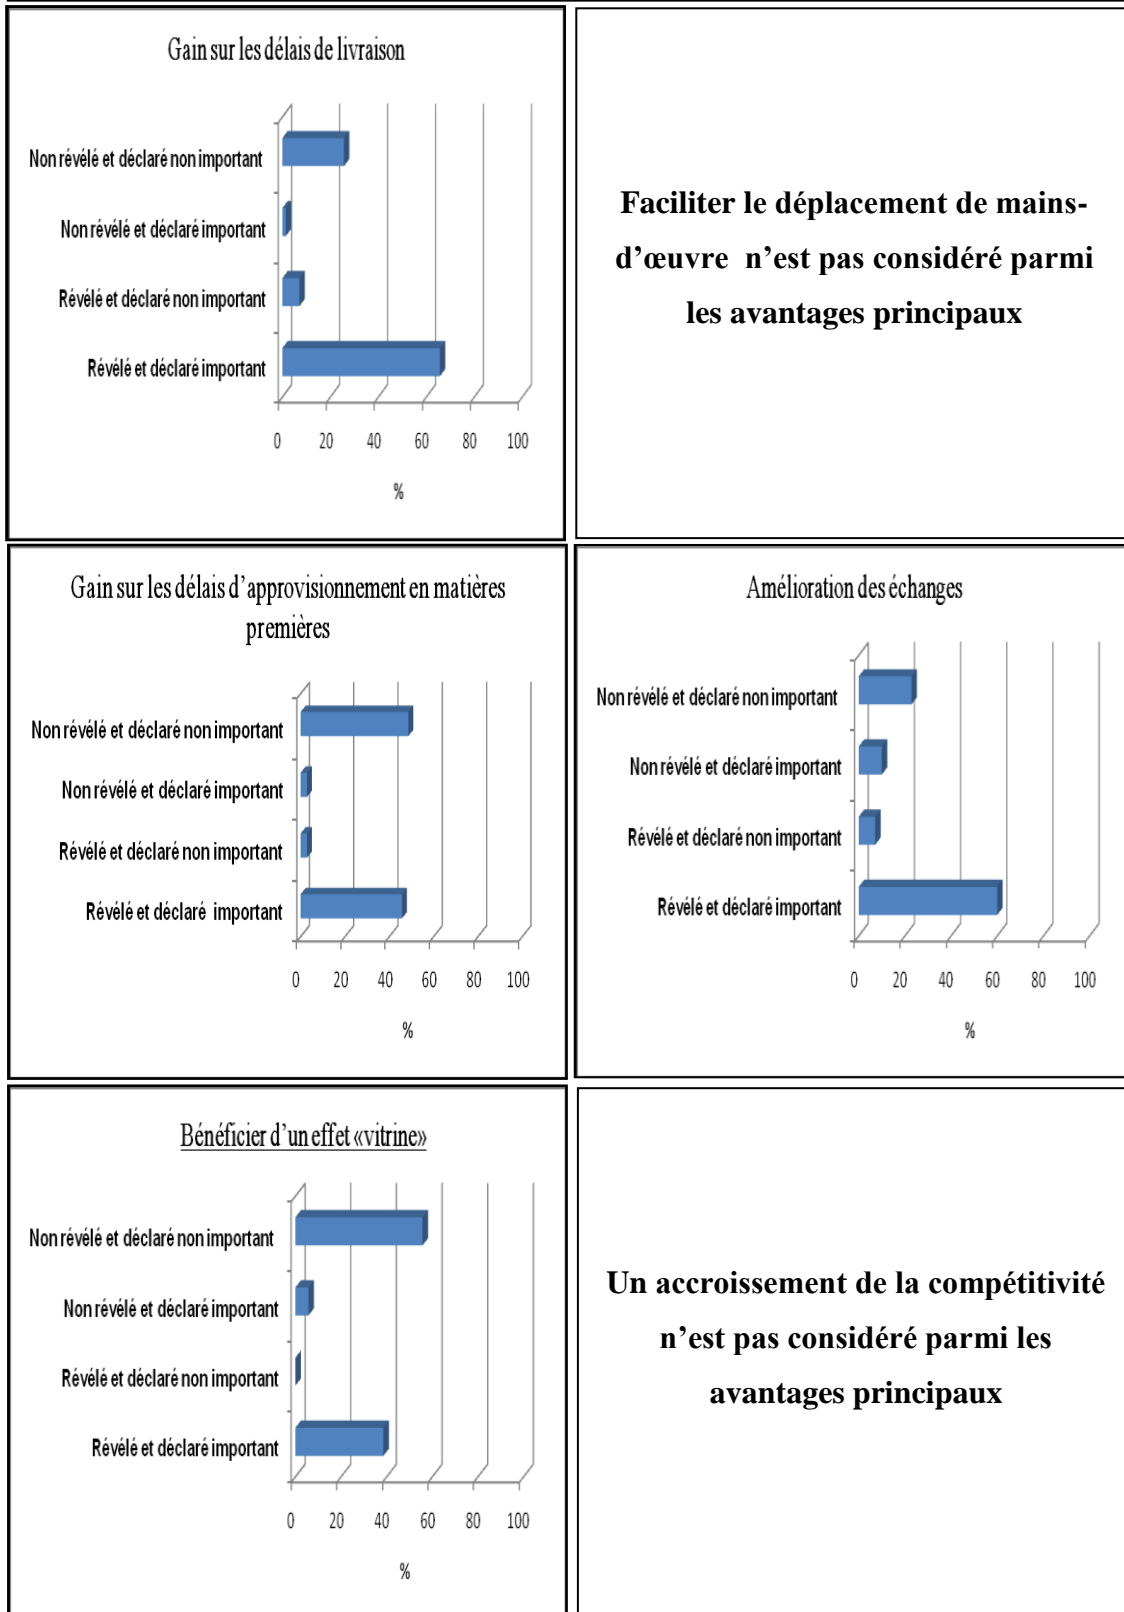 Gain sur les délais de livraison
Non révélé et déclaré non important
Non révélé et déclaré important
Révélé et déclaré non important
Révélé et déclaré important
0 20 40 60 80 100
%
Faciliter le déplacement de mains-
d’œuvre n’est pas considéré parmi
les avantages principaux
Gain sur les délais d’approvisionnement en matières
premières
Non révélé et déclaré non important
Non révélé et déclaré important
Révélé et déclaré non important
Révélé et déclaré important
0 20 40 60 80 100
%
Amélioration des échanges
Non révélé et déclaré non important
Non révélé et déclaré important
Révélé et déclaré non important
Révélé et déclaré important
0 20 40 60 80 100
%
Bénéficier d’un effet «vitrine»
Non révélé et déclaré non important
Non révélé et déclaré important
Révélé et déclaré non important
Révélé et déclaré important
0 20 40 60 80 100
%
Un accroissement de la compétitivité
n’est pas considéré parmi les
avantages principaux